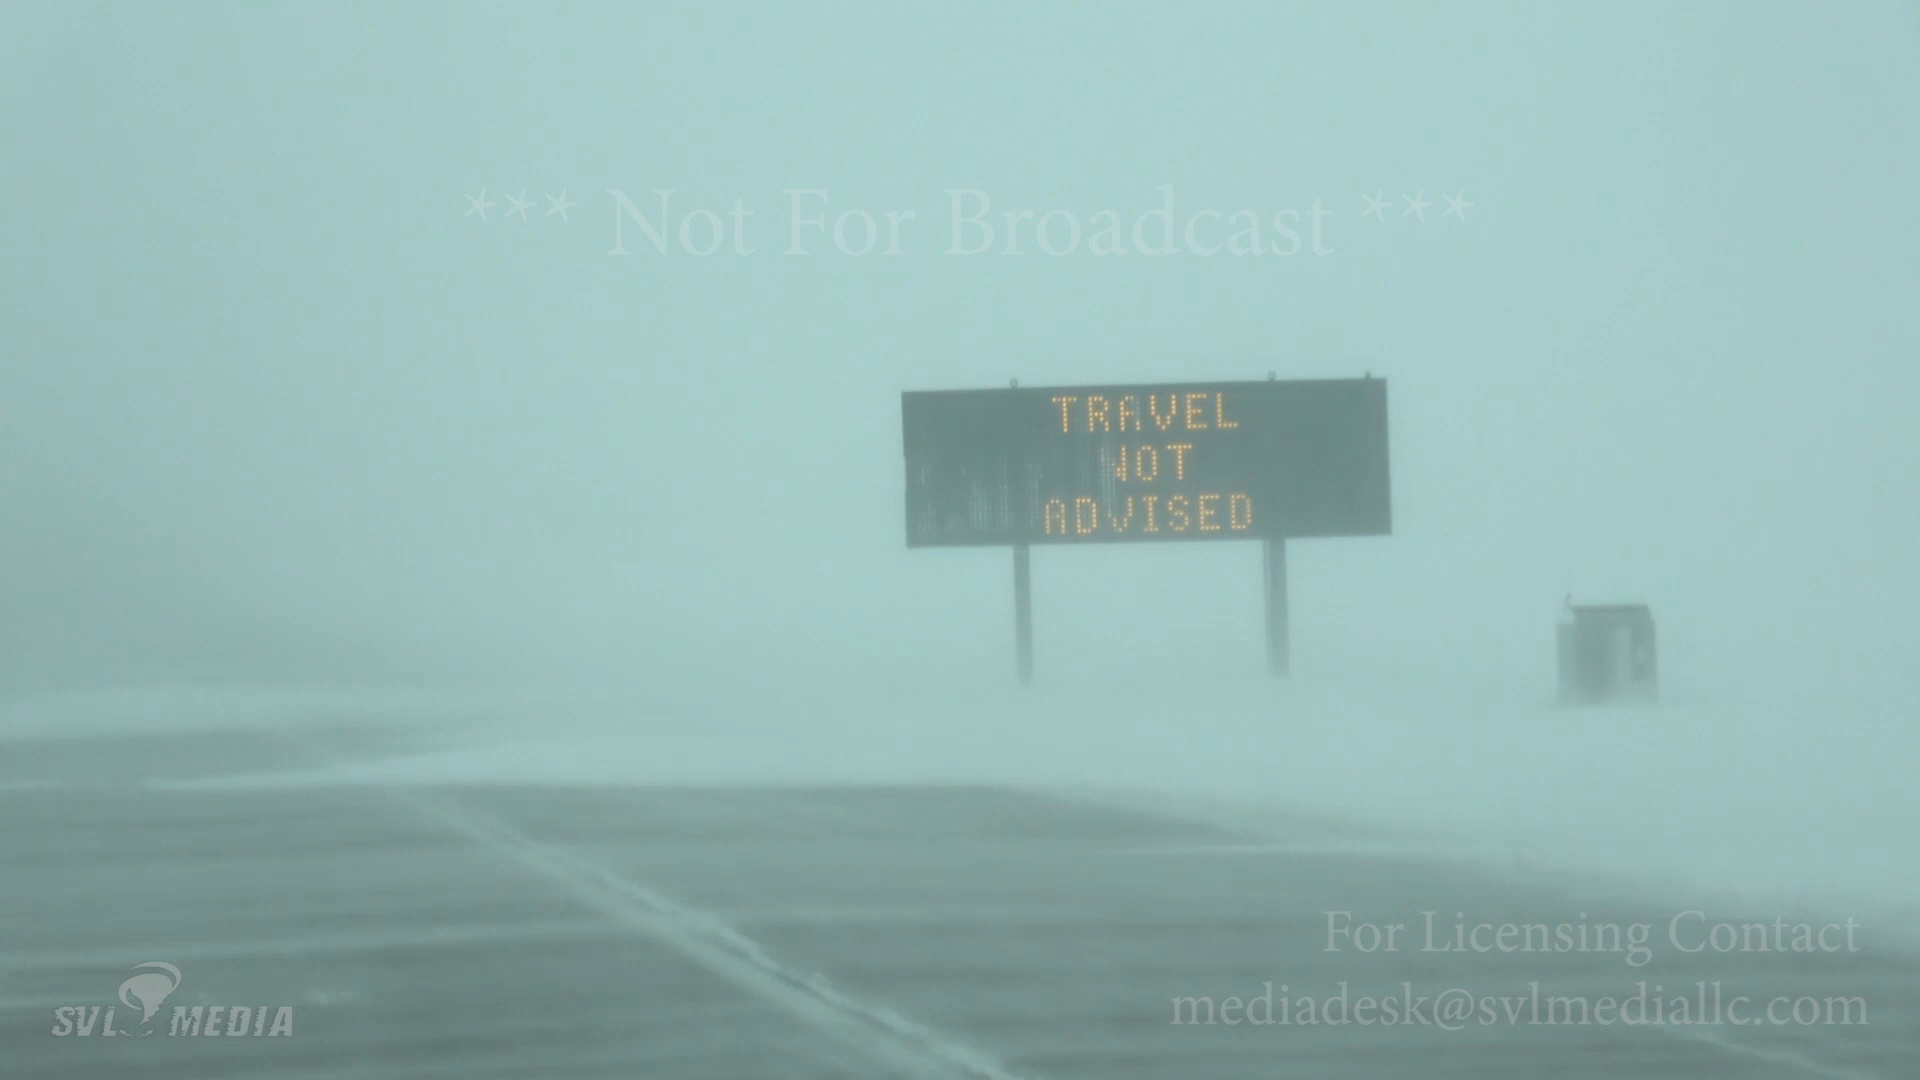 *** Not For Broadcast ***
TRAVEL
NOT
ADVISED
For Licensing Contact
mediadesk@svlmediallc.com
SVL MEDIA